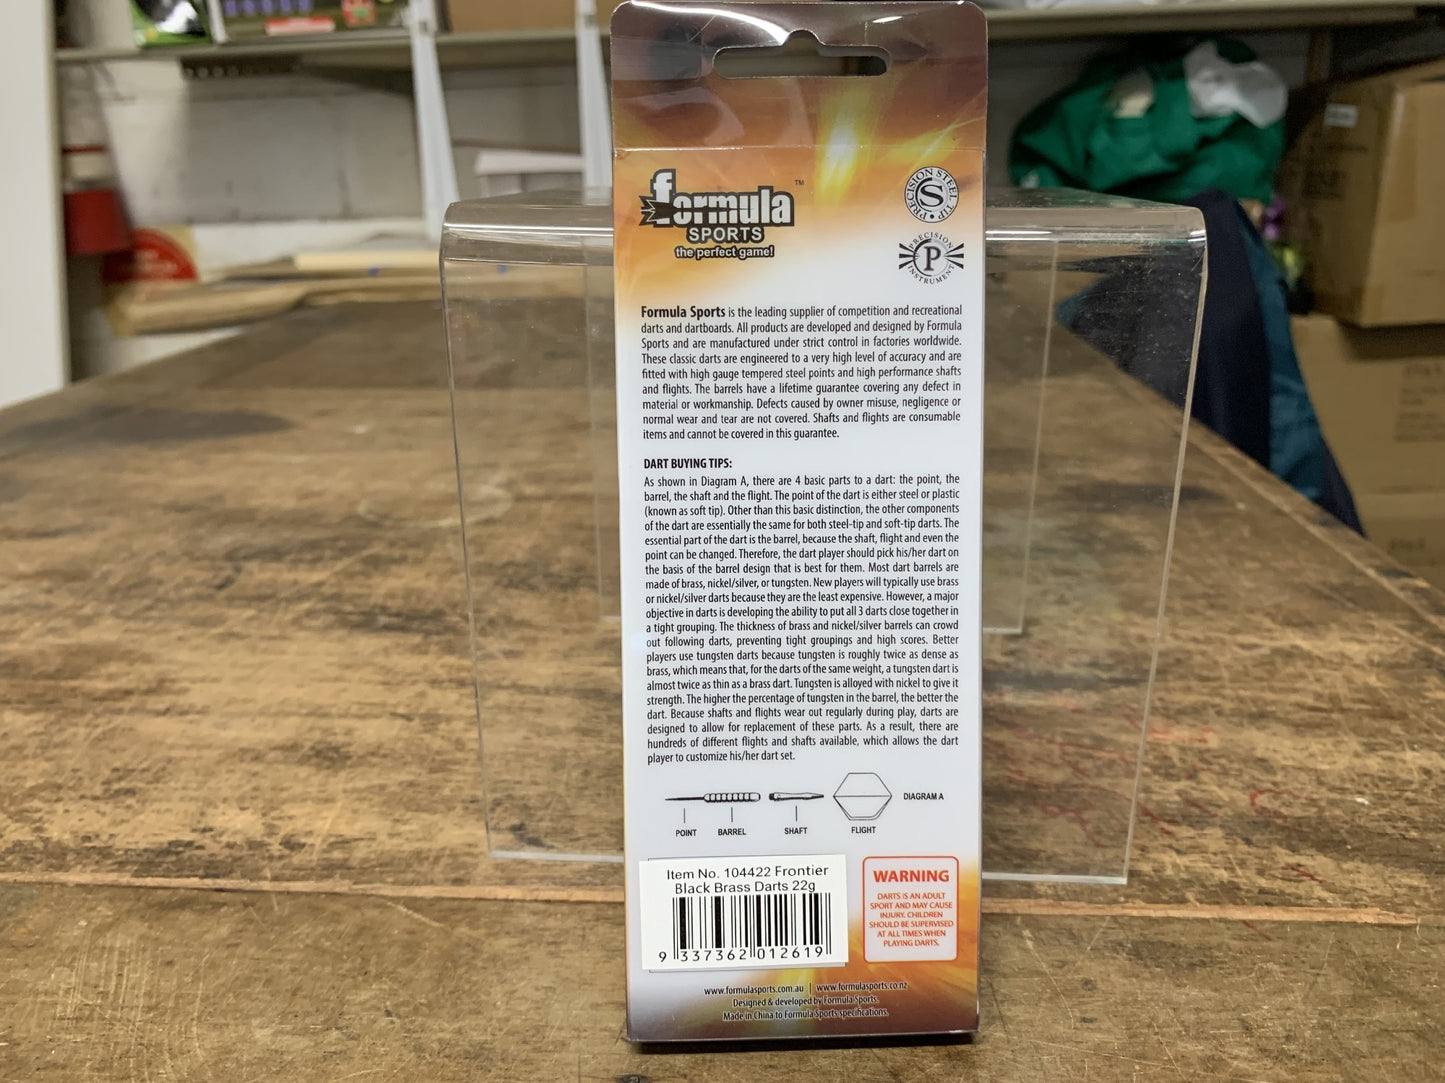 formula™
SPORTS
the perfect game!
PRECISION STEEL TIP
S
PRECISION
P
INSTRUMENT
Formula Sports is the leading supplier of competition and recreational
darts and dartboards. All products are developed and designed by Formula
Sports and are manufactured under strict control in factories worldwide.
These classic darts are engineered to a very high level of accuracy and are
fitted with high gauge tempered steel points and high performance shafts
and flights. The barrels have a lifetime guarantee covering any defect in
material or workmanship. Defects caused by owner misuse, negligence or
normal wear and tear are not covered. Shafts and flights are consumable
items and cannot be covered in this guarantee.
DART BUYING TIPS:
As shown in Diagram A, there are 4 basic parts to a dart: the point, the
barrel, the shaft and the flight. The point of the dart is either steel or plastic
(known as soft tip). Other than this basic distinction, the other components
of the dart are essentially the same for both steel-tip and soft-tip darts. The
essential part of the dart is the barrel, because the shaft, flight and even the
point can be changed. Therefore, the dart player should pick his/her dart on
the basis of the barrel design that is best for them. Most dart barrels are
made of brass, nickel/silver, or tungsten. New players will typically use brass
or nickel/silver darts because they are the least expensive. However, a major
objective in darts is developing the ability to put all 3 darts close together in
a tight grouping. The thickness of brass and nickel/silver barrels can crowd
out following darts, preventing tight groupings and high scores. Better
players use tungsten darts because tungsten is roughly twice as dense as
brass, which means that, for the darts of the same weight, a tungsten dart is
almost twice as thin as a brass dart. Tungsten is alloyed with nickel to give it
strength. The higher the percentage of tungsten in the barrel, the better the
dart. Because shafts and flights wear out regularly during play, darts are
designed to allow for replacement of these parts. As a result, there are
hundreds of different flights and shafts available, which allows the dart
player to customize his/her dart set.
DIAGRAM A
POINT BARREL SHAFT FLIGHT
Item No. 104422 Frontier
Black Brass Darts 22g
9 337362 012619
WARNING
DARTS IS AN ADULT
SPORT AND MAY CAUSE
INJURY. CHILDREN
SHOULD BE SUPERVISED
AT ALL TIMES WHEN
PLAYING DARTS.
www.formulasports.com.au | www.formulasports.co.nz
Designed & developed by Formula Sports.
Made in China to Formula Sports specifications.